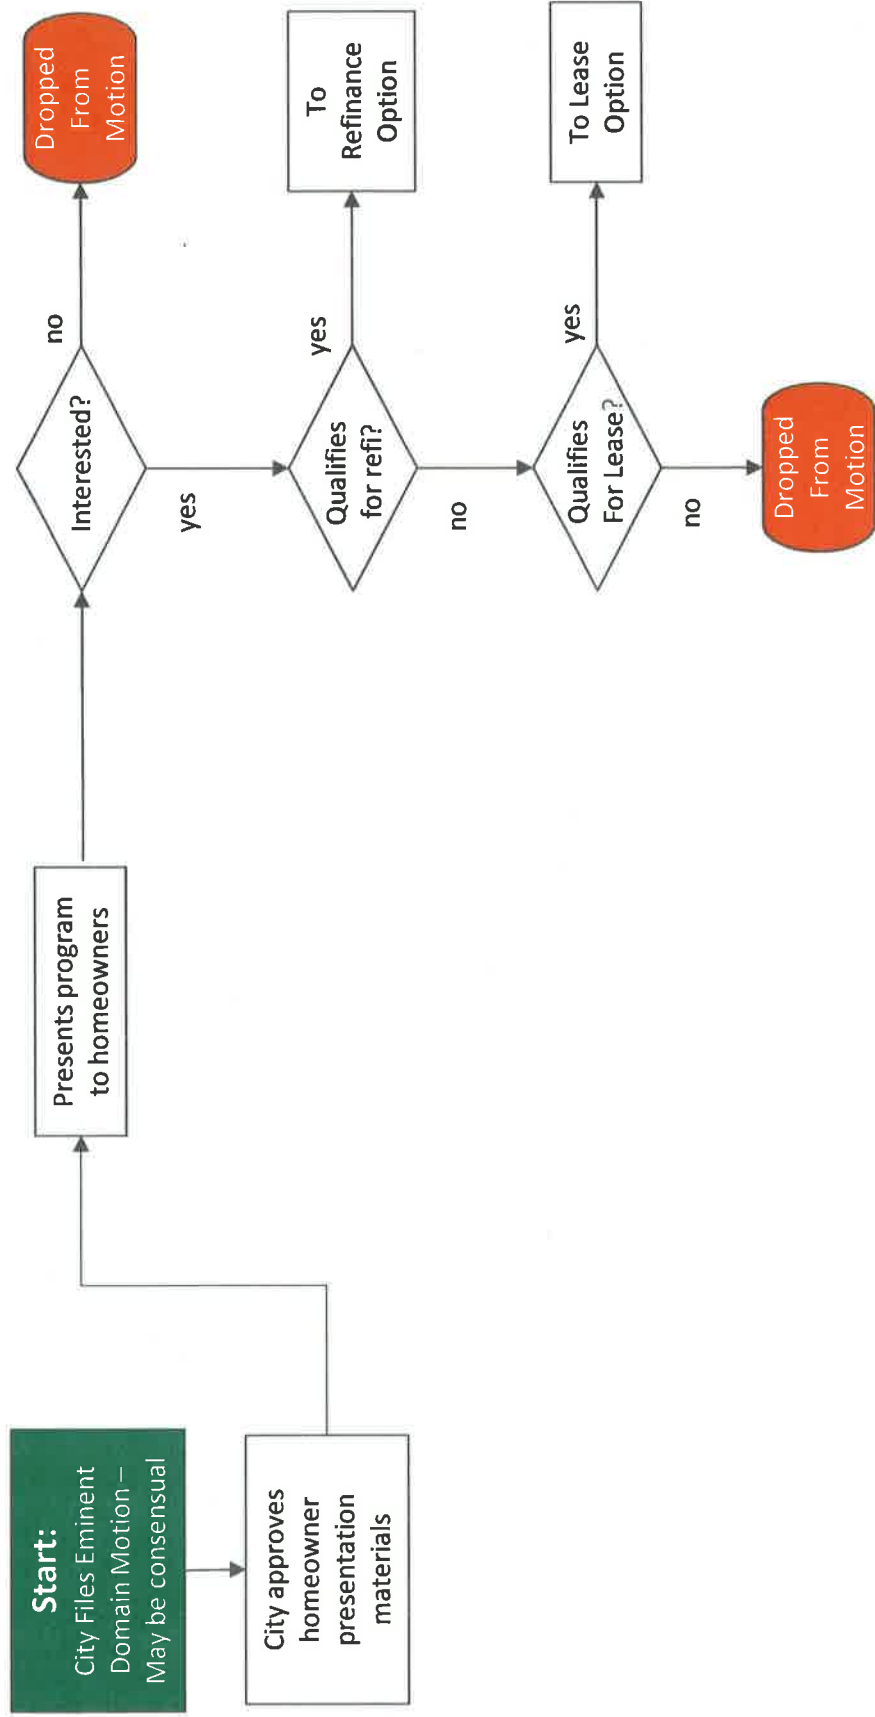 Start:
City Files Eminent
Domain Motion –
May be consensual
City approves
homeowner
presentation
materials
Presents program
to homeowners
Interested?
no
Dropped
From
Motion
yes
Qualifies
for refi?
yes
To
Refinance
Option
no
Qualifies
For Lease?
yes
To Lease
Option
no
Dropped
From
Motion